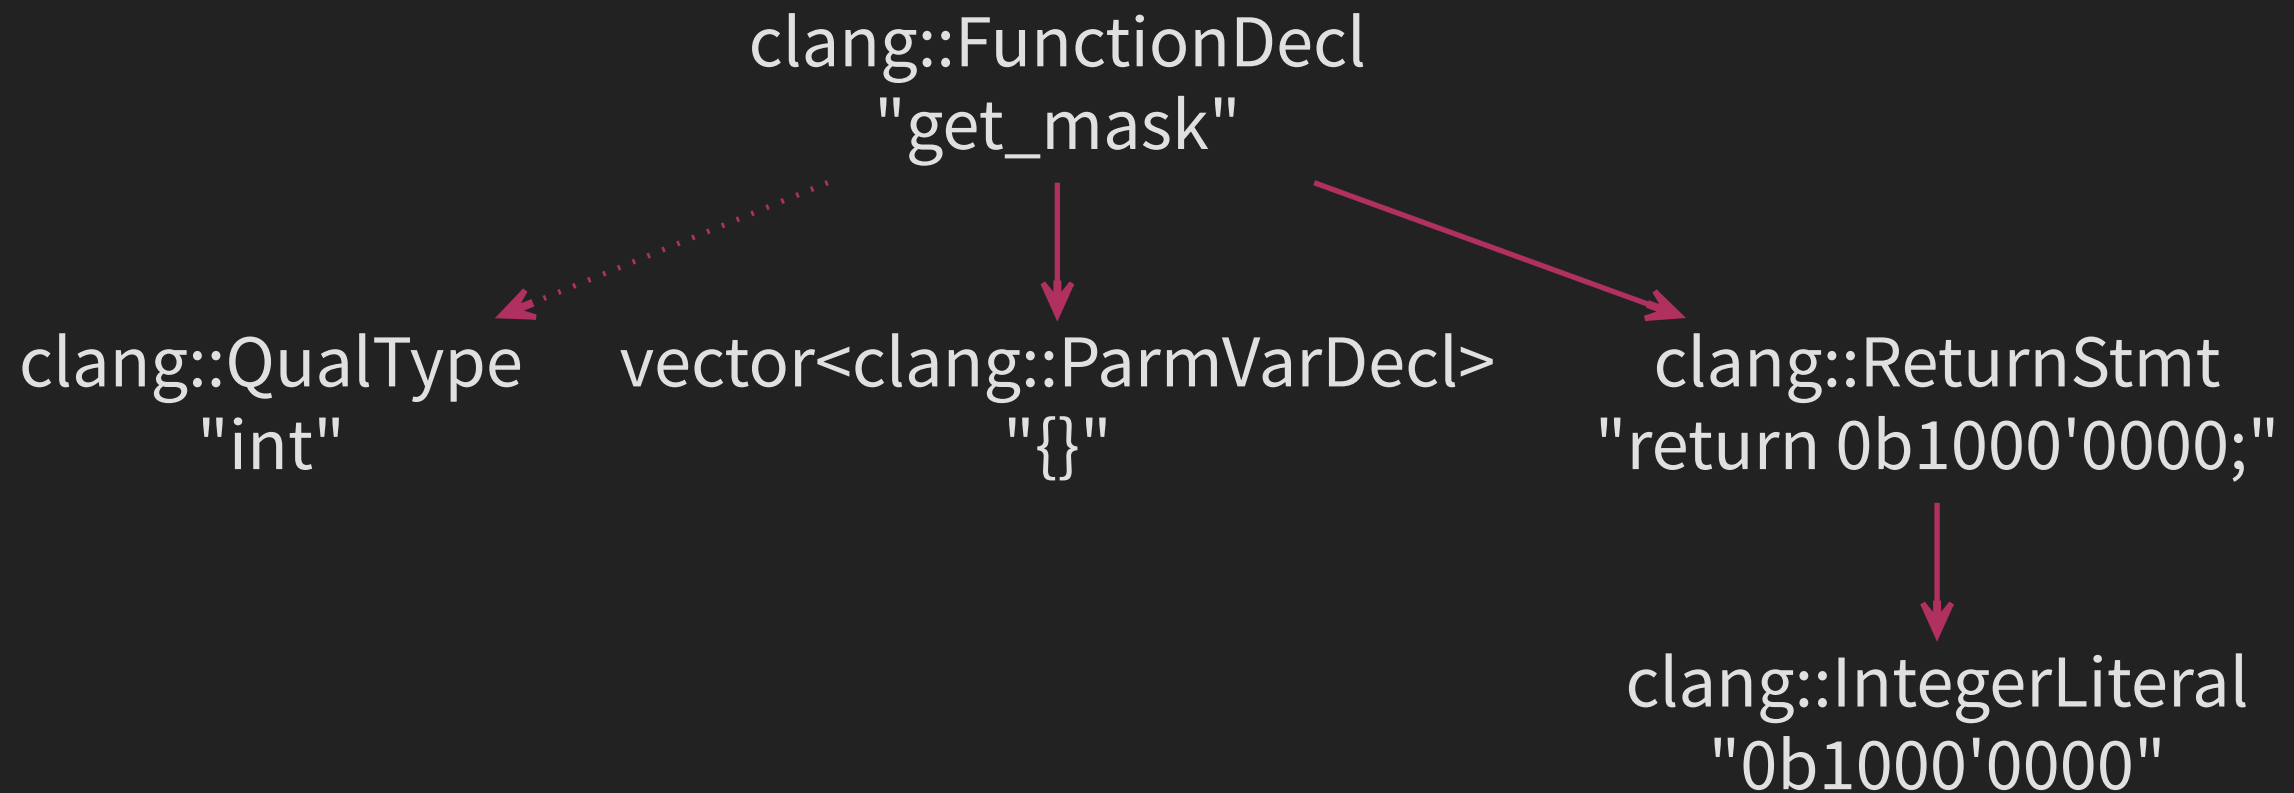 clang::FunctionDecl
"get_mask"
clang::QualType
"int"
vector<clang::ParmVarDecl>
"{}"
clang::ReturnStmt
"return 0b1000'0000;"
clang::IntegerLiteral
"0b1000'0000"